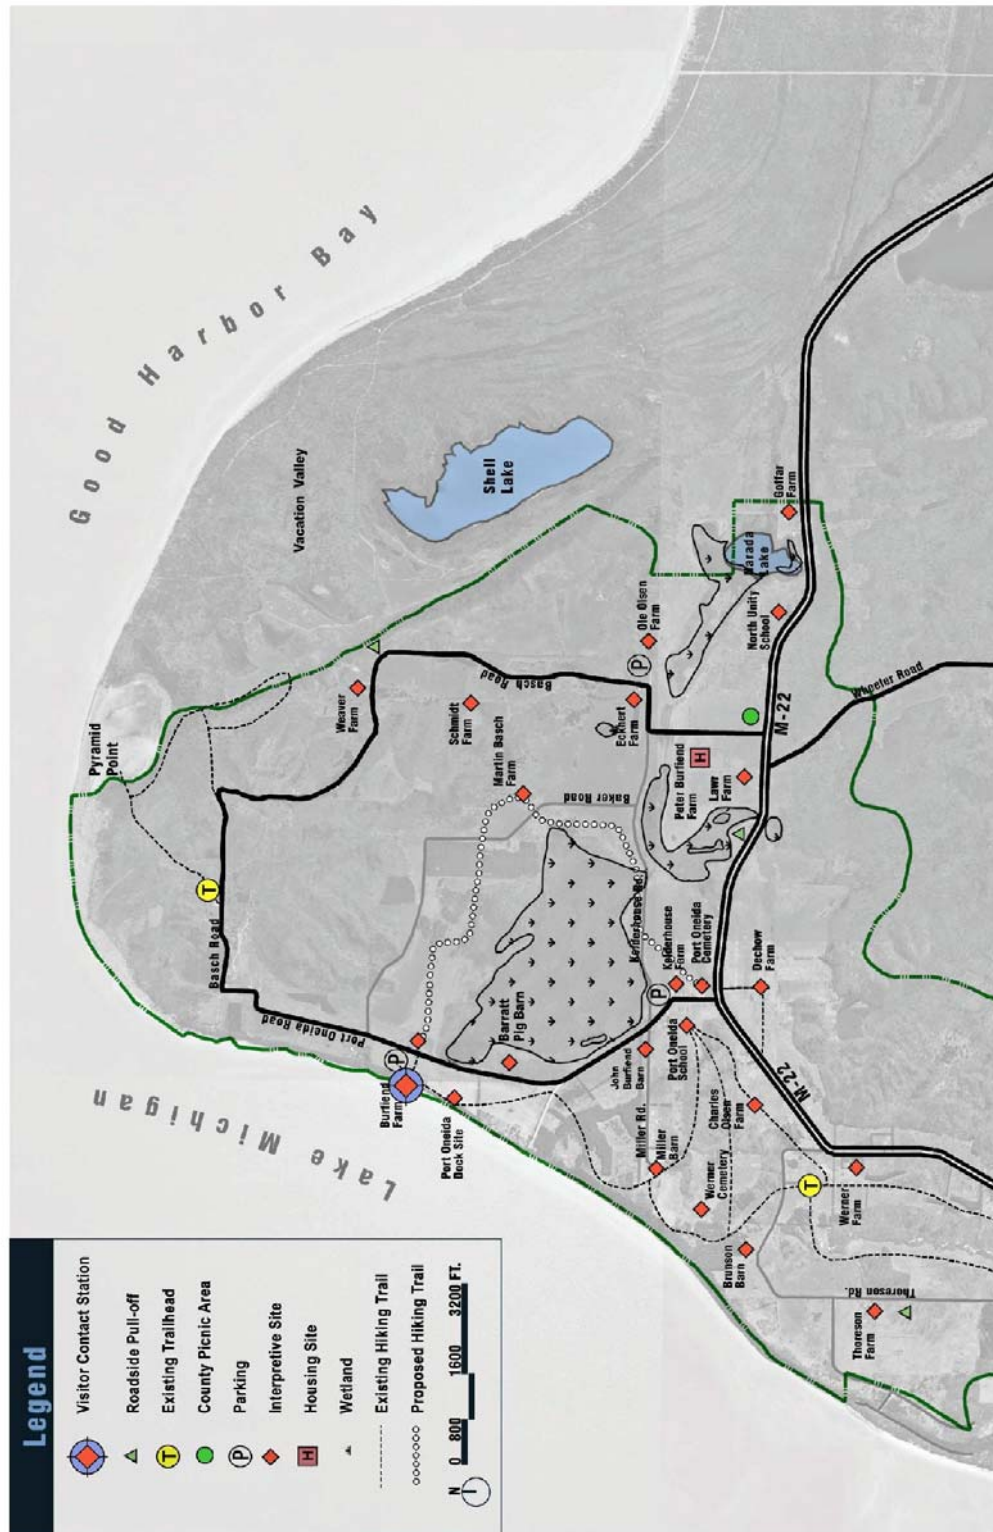 Legend
Visitor Contact Station
Roadside Pull-off
Existing Trailhead
T
County Picnic Area
Parking
P
Interpretive Site
Housing Site
H
Wetland
Existing Hiking Trail
Proposed Hiking Trail
N
0 800 1600 3200 FT.
Lake Michigan
Good Harbor Bay
Pyramid
Point
Vacation Valley
Shell
Lake
T
Basch Road
Port Oneida Road
Weaver
Farm
Schmidt
Farm
Basch
Road
Martin Basch
Farm
Baker Road
P
Burfiend
Farm
Port Oneida
Dock Site
Barratt
Pig Barn
P
Ole Olsen
Farm
Eckhert
Farm
Kelderhouse Rd.
Kelderhouse
Farm
P
Port Oneida
Cemetery
Peter Burfiend
Farm
H
Lawr
Farm
M-22
North Unity
School
Narada
Lake
Goffar
Farm
Wheeler Road
John
Burfiend
Barn
Port Oneida
School
Dechow
Farm
Miller Rd.
Miller
Barn
Werner
Cemetery
Charles
Olsen
Farm
M-22
T
Brunson
Barn
Werner
Farm
Thoreson Rd.
Thoreson
Farm